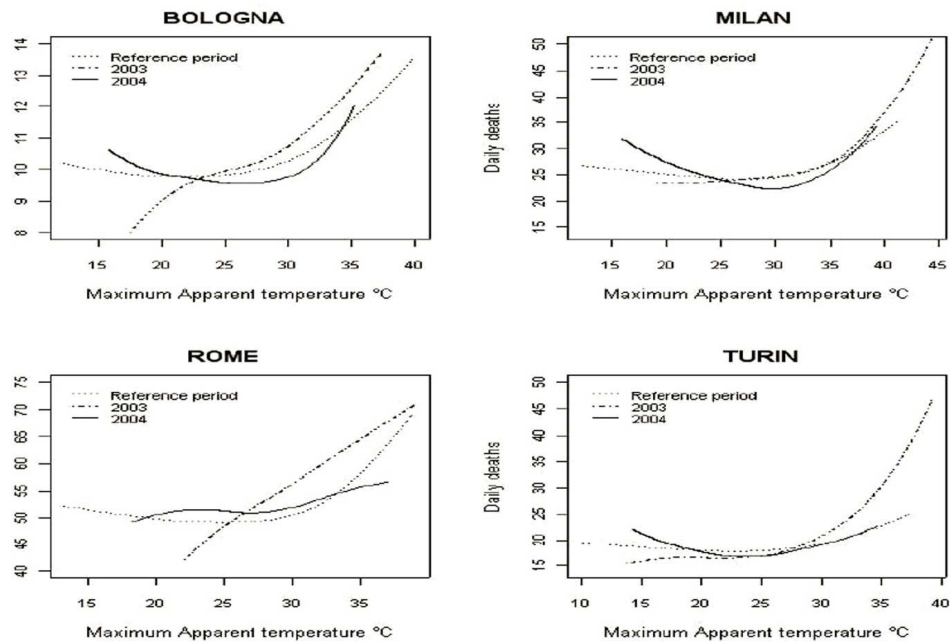 BOLOGNA
14
13
12
11
10
9
8
Reference period
2003
2004
15 20 25 30 35 40
Maximum Apparent temperature °C
MILAN
Daily deaths
50
45
40
35
30
25
20
15
Reference period
2003
2004
15 20 25 30 35 40 45
Maximum Apparent temperature °C
ROME
75
70
65
60
55
50
45
40
Reference period
2003
2004
15 20 25 30 35
Maximum Apparent temperature °C
TURIN
Daily deaths
50
45
40
35
30
25
20
15
Reference period
2003
2004
10 15 20 25 30 35 40
Maximum Apparent temperature °C